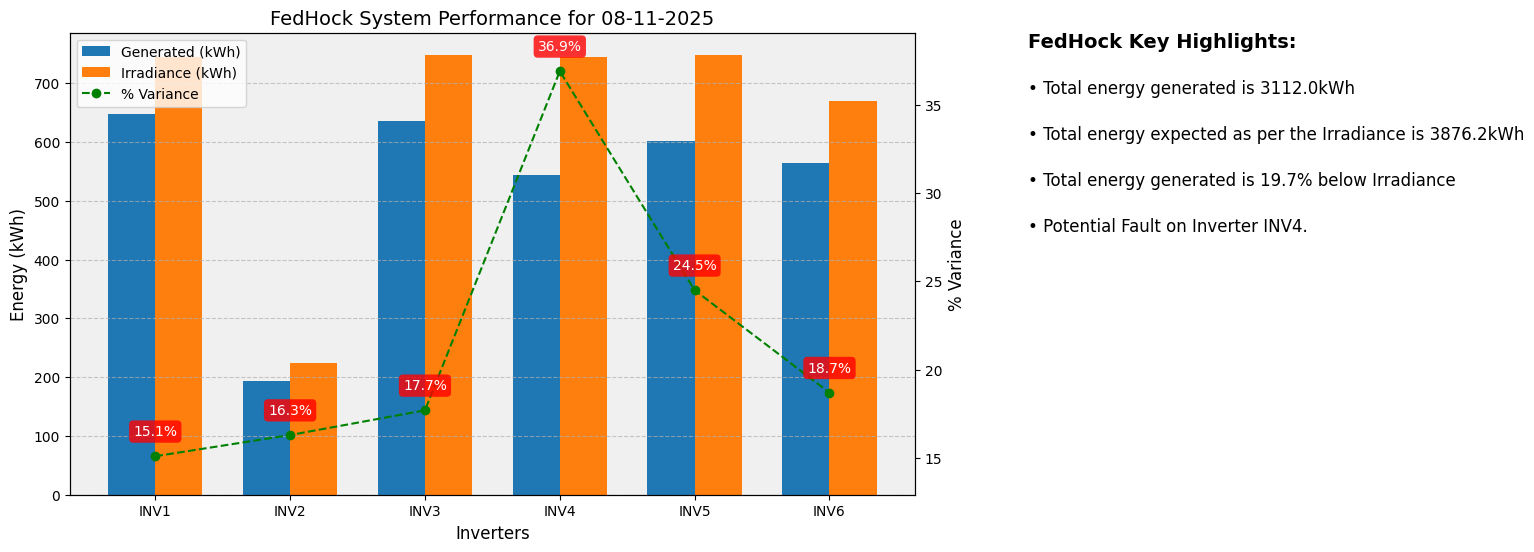 FedHock System Performance for 08-11-2025
Generated (kWh)
Irradiance (kWh)
% Variance
Energy (kWh)
700
600
500
400
300
200
100
0
36.9%
24.5%
18.7%
17.7%
16.3%
15.1%
35
30
25
20
15
% Variance
INV1
INV2
INV3
INV4
INV5
INV6
Inverters
FedHock Key Highlights:
• Total energy generated is 3112.0kWh
• Total energy expected as per the Irradiance is 3876.2kWh
• Total energy generated is 19.7% below Irradiance
• Potential Fault on Inverter INV4.